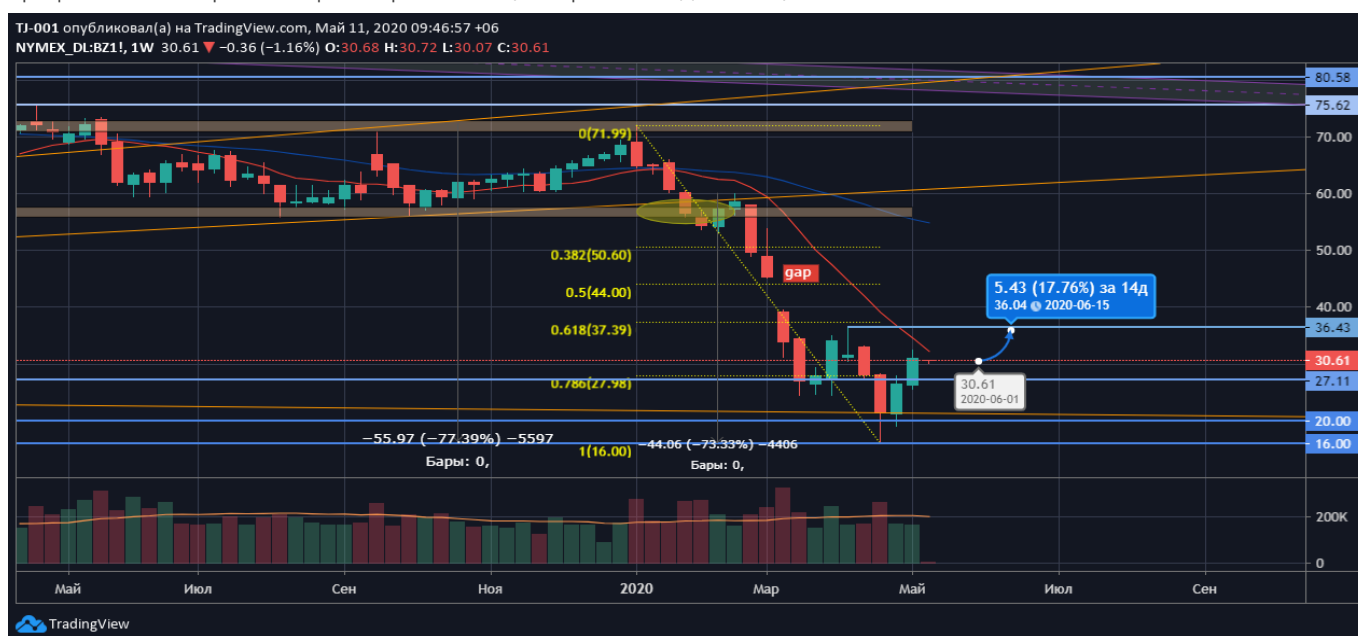 TJ-001 опубликовал(а) на TradingView.com, Май 11, 2020 09:46:57 +06
NYMEX_DL:BZ1!, 1W 30.61 ▼ −0.36 (−1.16%) O:30.68 H:30.72 L:30.07 C:30.61
80.58
75.62
70.00
0(71.99)
60.00
0.382(50.60)
50.00
gap
0.5(44.00)
5.43 (17.76%) за 14д
36.04 2020-06-15
40.00
0.618(37.39)
36.43
30.61
0.786(27.98)
30.61
2020-06-01
27.11
20.00
−55.97 (−77.39%) −5597
Бары: 0,
1(16.00)
−44.06 (−73.33%) −4406
Бары: 0,
16.00
200K
0
Май Июл Сен Ноя 2020 Мар Май Июл Сен
TradingView